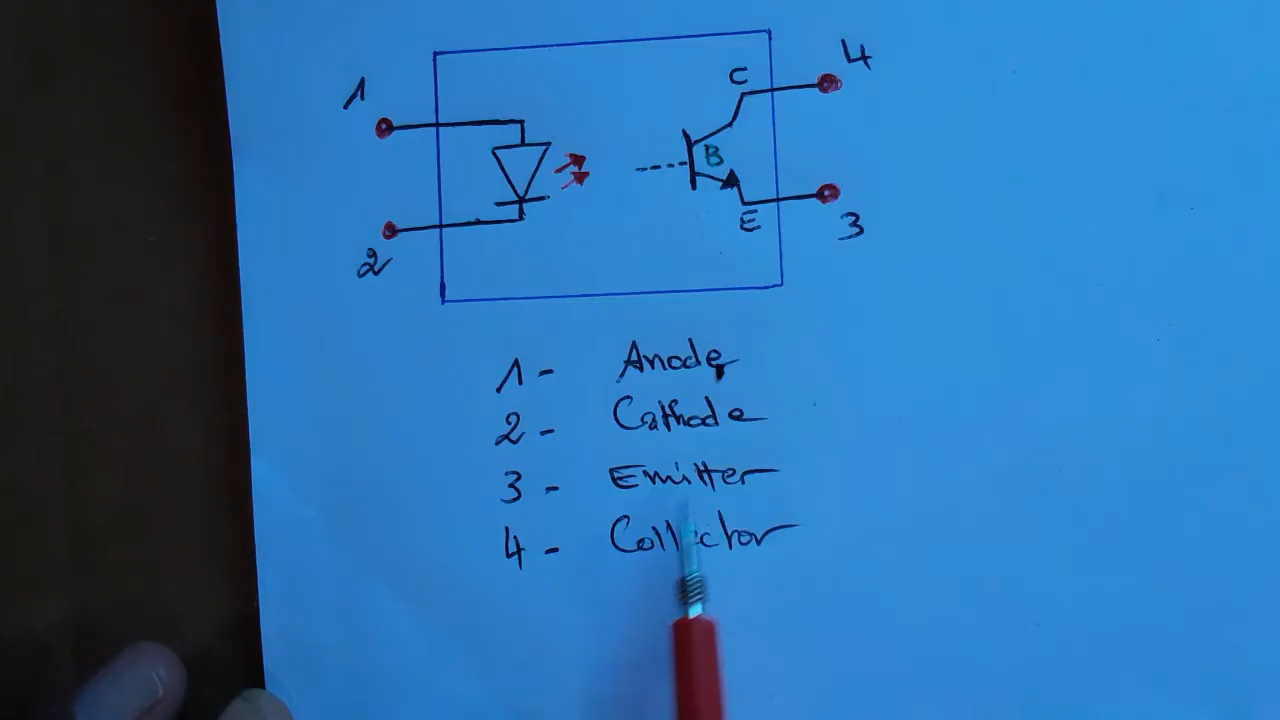 1
4
C
B
E
2
3
1 - Anode
2 - Cathode
3 - Emitter
4 - Collector